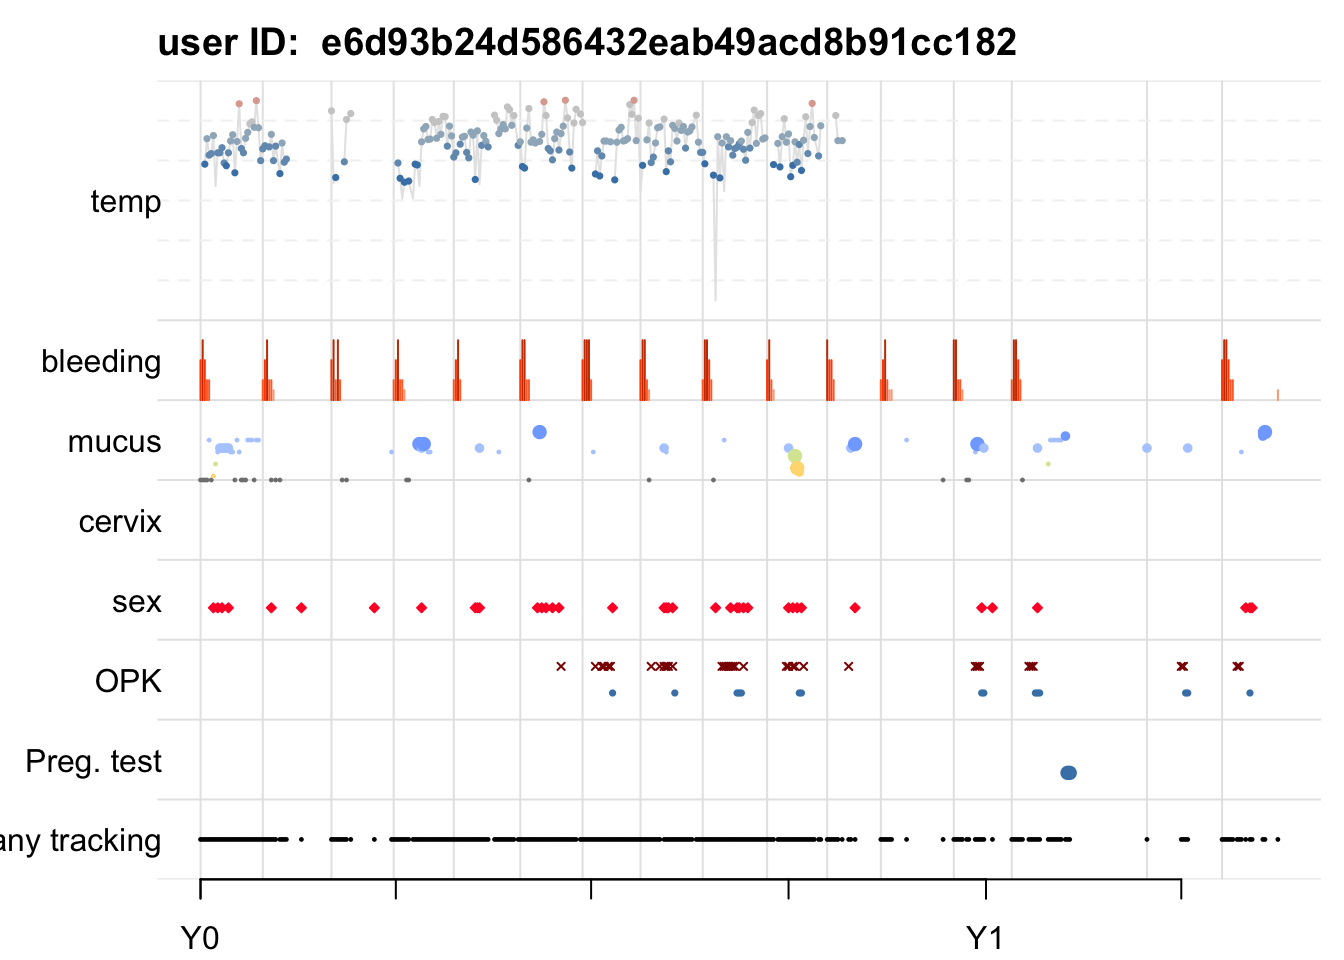 user ID:  e6d93b24d586432eab49acd8b91cc182
temp
bleeding
mucus
cervix
sex
OPK
Preg. test
any tracking
Y0 Y1